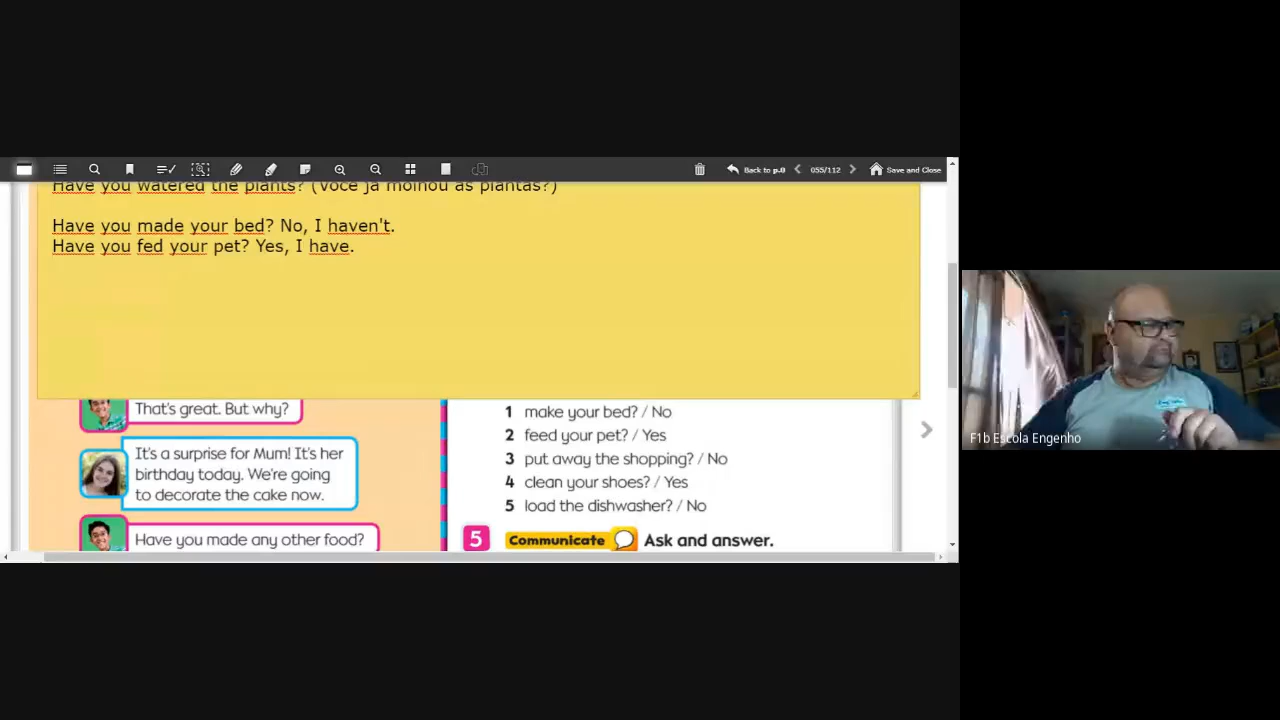 Back to p.8
055/112
Save and Close
Have you watered the plants? (Você já molhou as plantas?)
Have you made your bed? No, I haven't.
Have you fed your pet? Yes, I have.
That's great. But why?
It's a surprise for Mum! It's her
birthday today. We're going
to decorate the cake now.
Have you made any other food?
1 make your bed? / No
2 feed your pet? / Yes
3 put away the shopping? / No
4 clean your shoes? / Yes
5 load the dishwasher? / No
5 Communicate Ask and answer.
F1b Escola Engenho